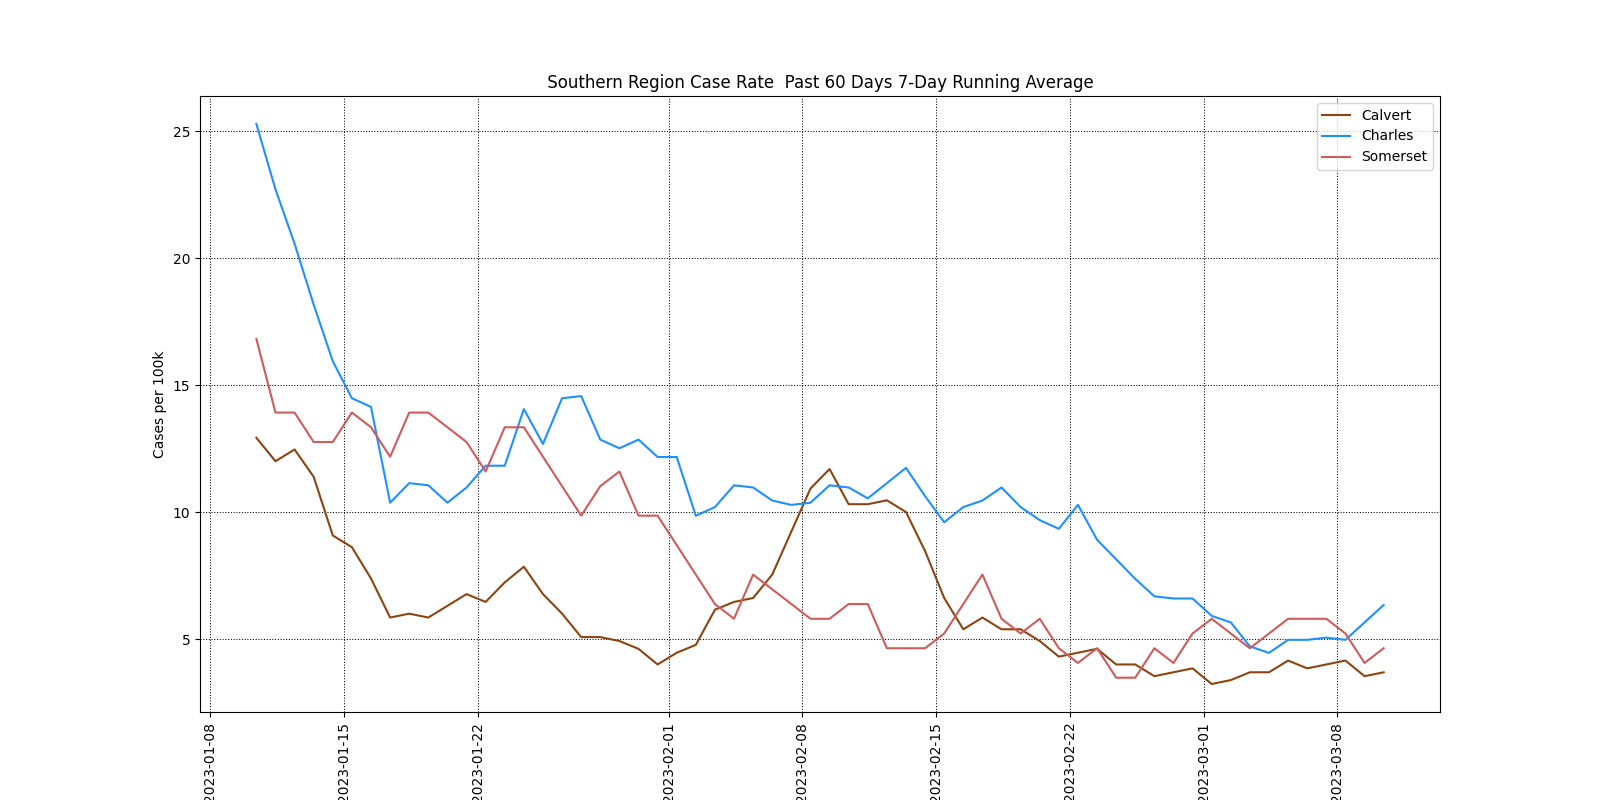 Southern Region Case Rate  Past 60 Days 7-Day Running Average
Calvert
Charles
Somerset
Cases per 100k
25
20
15
10
5
2023-01-08
2023-01-15
2023-01-22
2023-02-01
2023-02-08
2023-02-15
2023-02-22
2023-03-01
2023-03-08